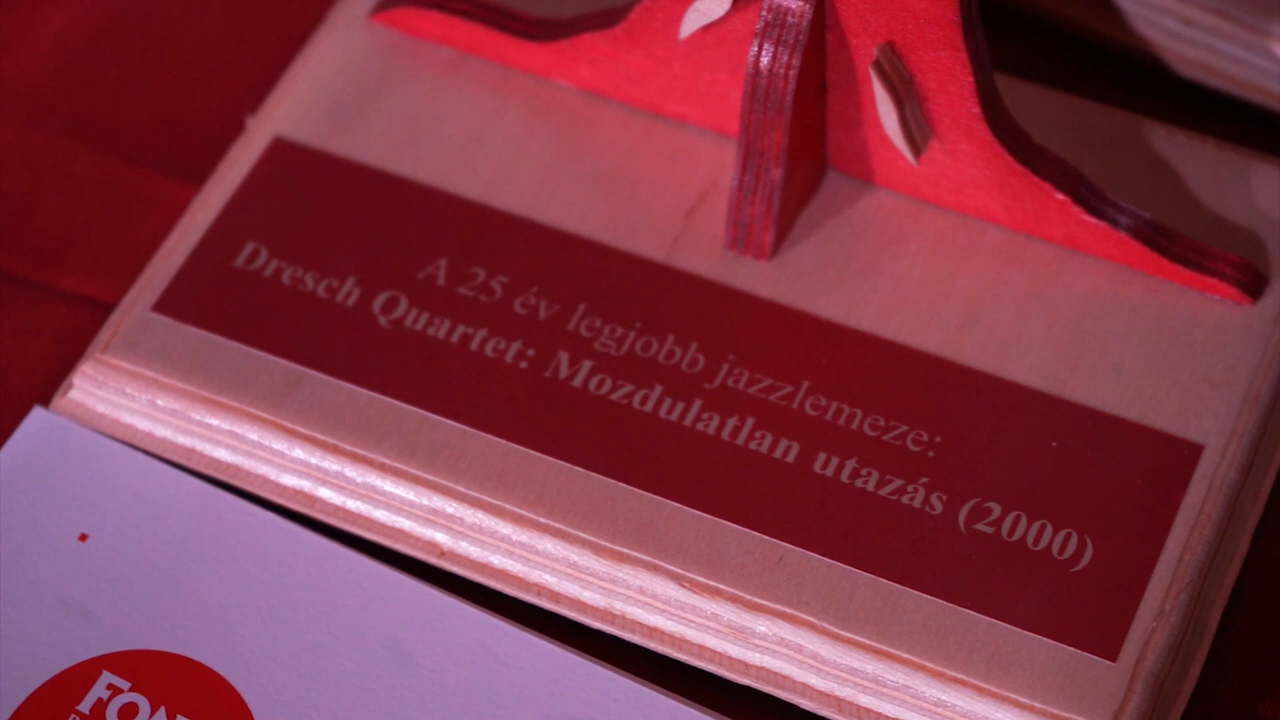 A 25 év legjobb jazzlemeze:
Dresch Quartet: Mozdulatlan utazás (2000)